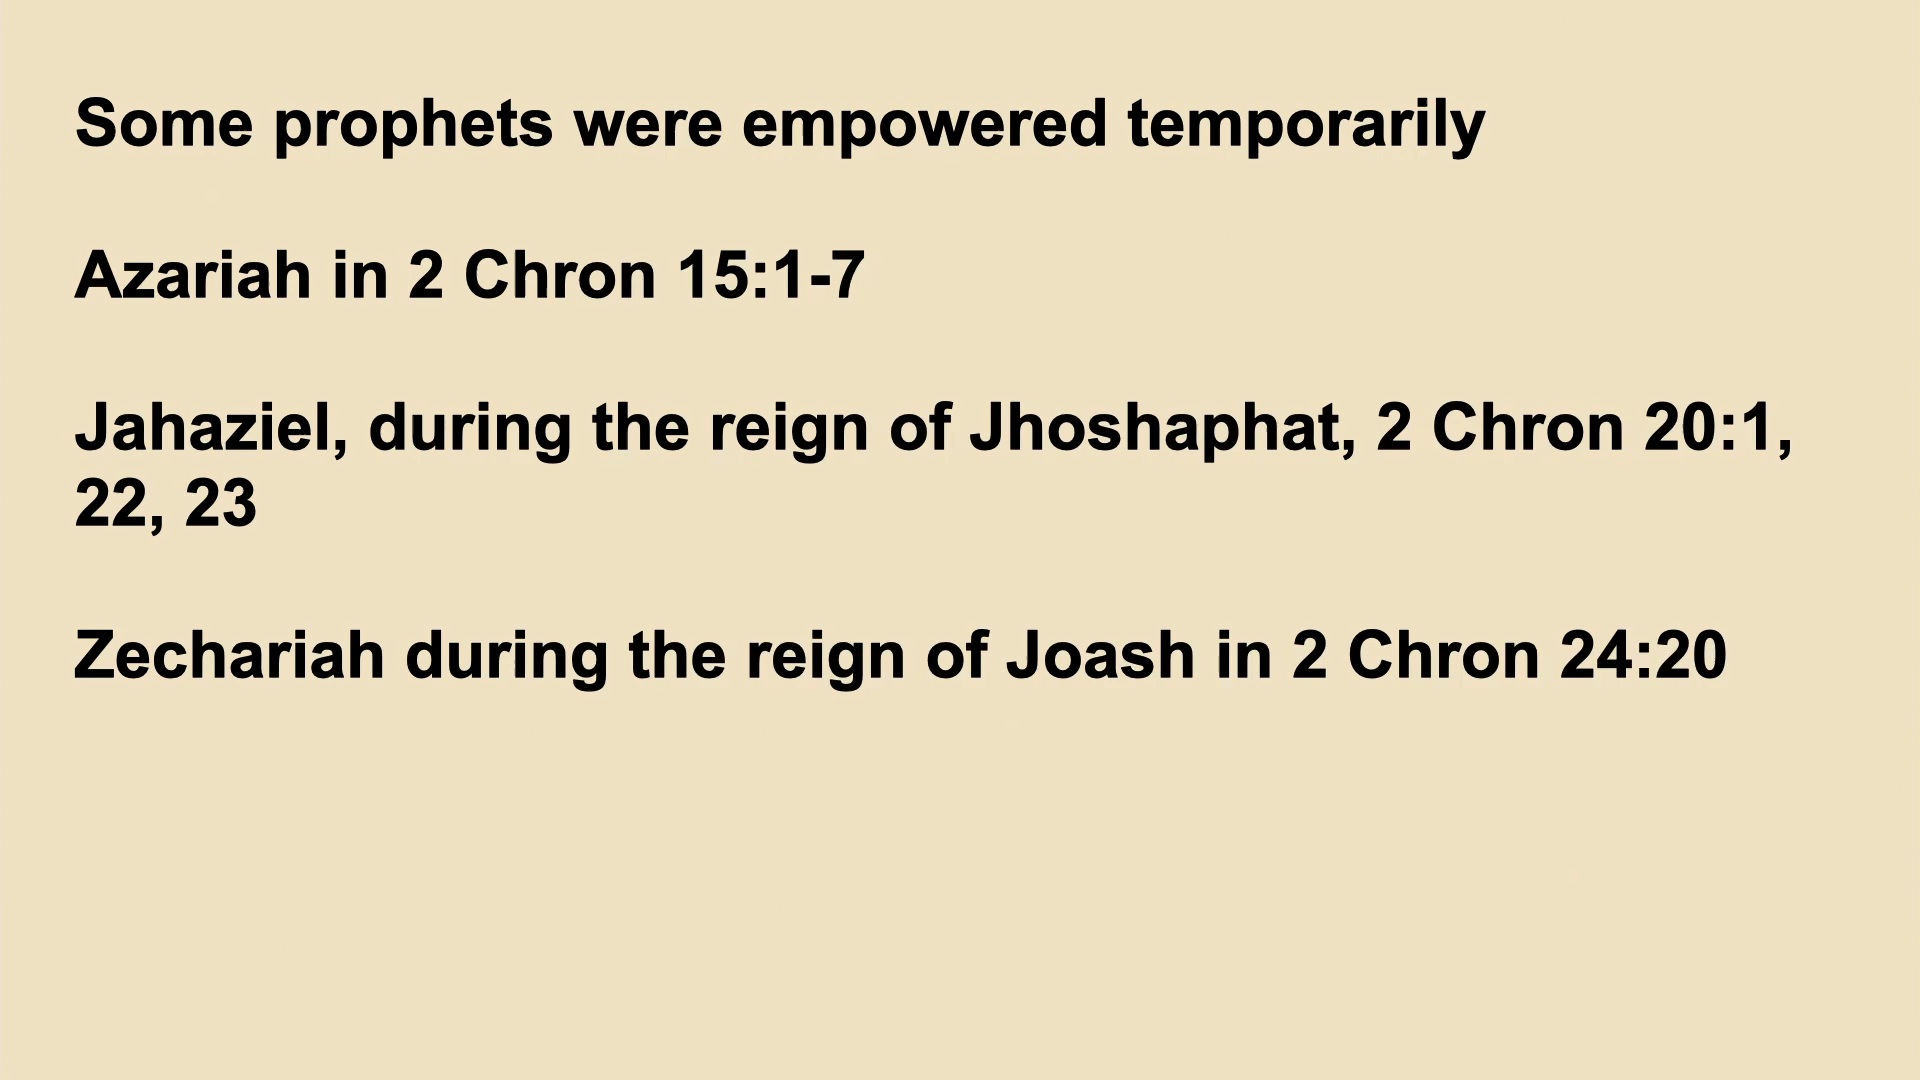 Some prophets were empowered temporarily
Azariah in 2 Chron 15:1-7
Jahaziel, during the reign of Jhoshaphat, 2 Chron 20:1,
22, 23
Zechariah during the reign of Joash in 2 Chron 24:20